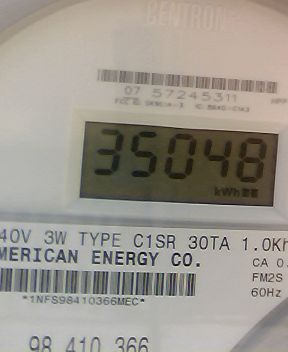 CENTRON
07 57245311
35048
kWh
40V 3W TYPE C1SR 30TA 1.0Kh
MERICAN ENERGY CO.
CA 0.
FM2S
60Hz
*1NFS98410366MEC*
98 410 366